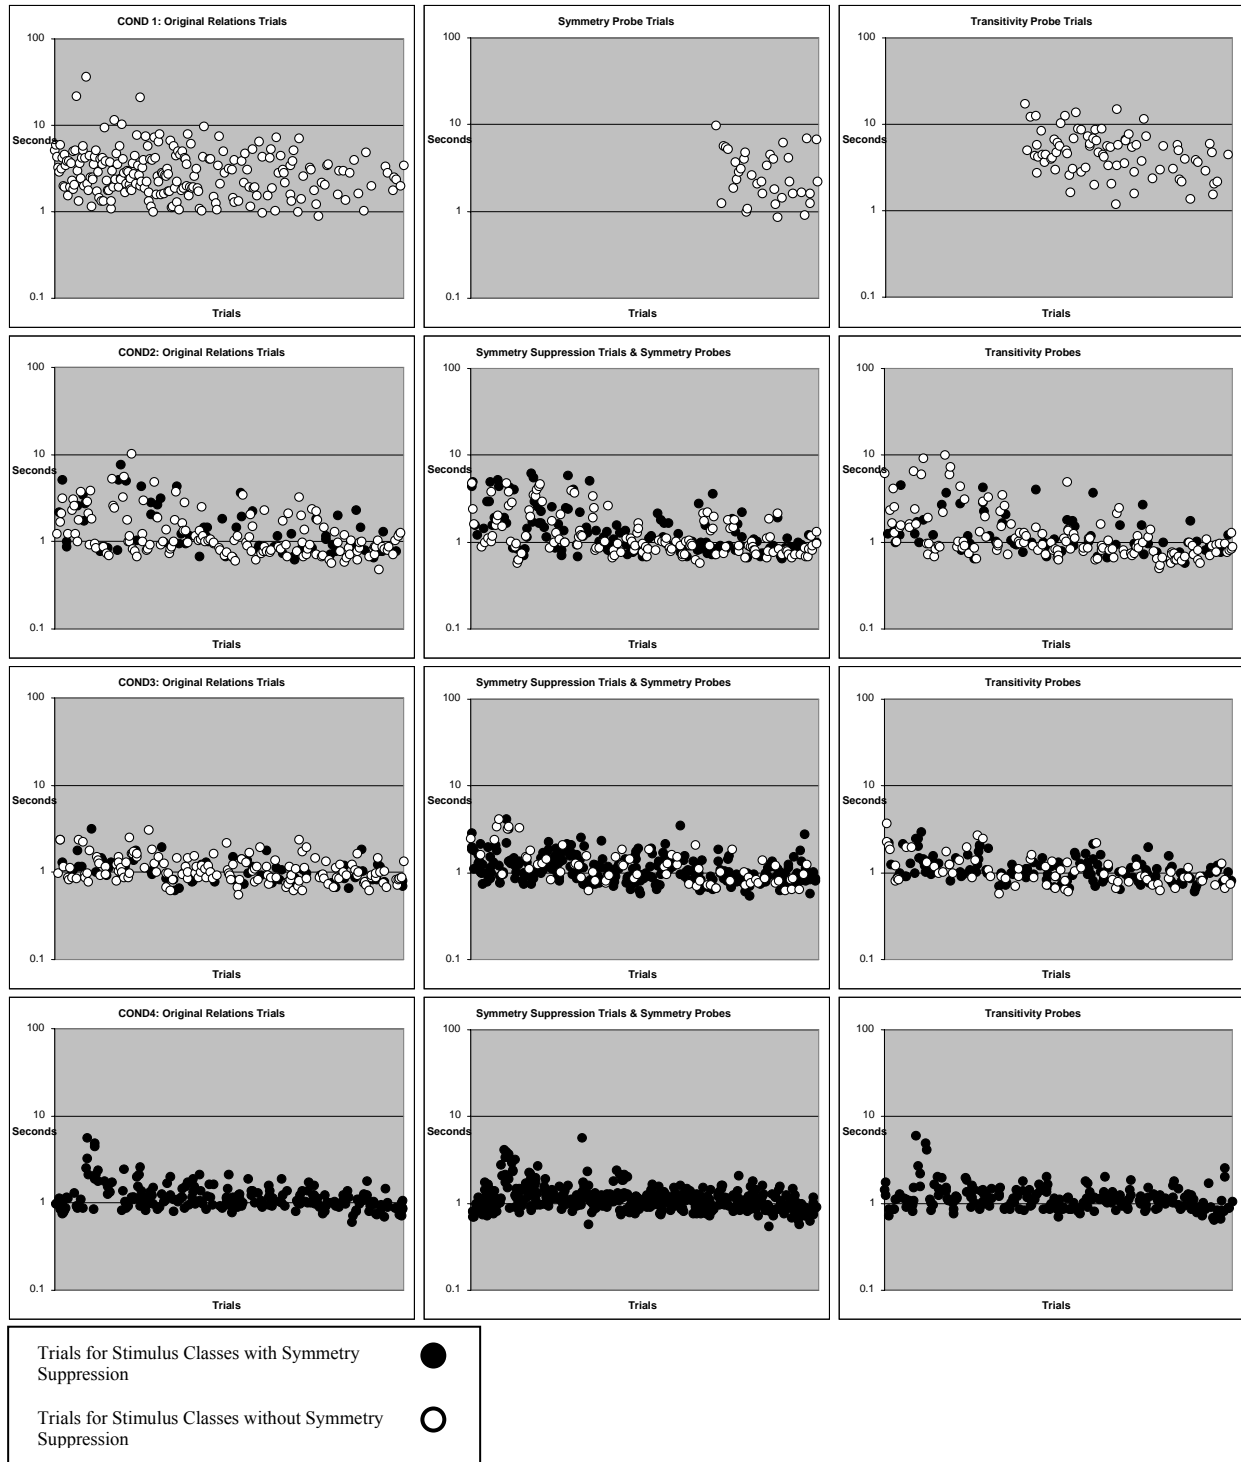 COND 1: Original Relations Trials
100
10
Seconds
1
0.1
Trials
Symmetry Probe Trials
100
10
Seconds
1
0.1
Trials
Transitivity Probe Trials
100
10
Seconds
1
0.1
Trials
COND2: Original Relations Trials
100
10
Seconds
1
0.1
Trials
Symmetry Suppression Trials & Symmetry Probes
100
10
Seconds
1
0.1
Trials
Transitivity Probes
100
10
Seconds
1
0.1
Trials
COND3: Original Relations Trials
100
10
Seconds
1
0.1
Trials
Symmetry Suppression Trials & Symmetry Probes
100
10
Seconds
1
0.1
Trials
Transitivity Probes
100
10
Seconds
1
0.1
Trials
COND4: Original Relations Trials
100
10
Seconds
1
0.1
Trials
Symmetry Suppression Trials & Symmetry Probes
100
10
Seconds
1
0.1
Trials
Transitivity Probes
100
10
Seconds
1
0.1
Trials
Trials for Stimulus Classes with Symmetry
Suppression
Trials for Stimulus Classes without Symmetry
Suppression